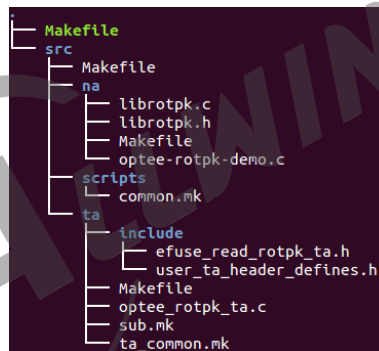 .
├── Makefile
└── src
    ├── Makefile
    ├── na
    │   ├── librotpk.c
    │   ├── librotpk.h
    │   ├── Makefile
    │   └── optee-rotpk-demo.c
    ├── scripts
    │   └── common.mk
    └── ta
        ├── include
        │   ├── efuse_read_rotpk_ta.h
        │   └── user_ta_header_defines.h
        ├── Makefile
        ├── optee_rotpk_ta.c
        ├── sub.mk
        └── ta_common.mk
ALLWIN